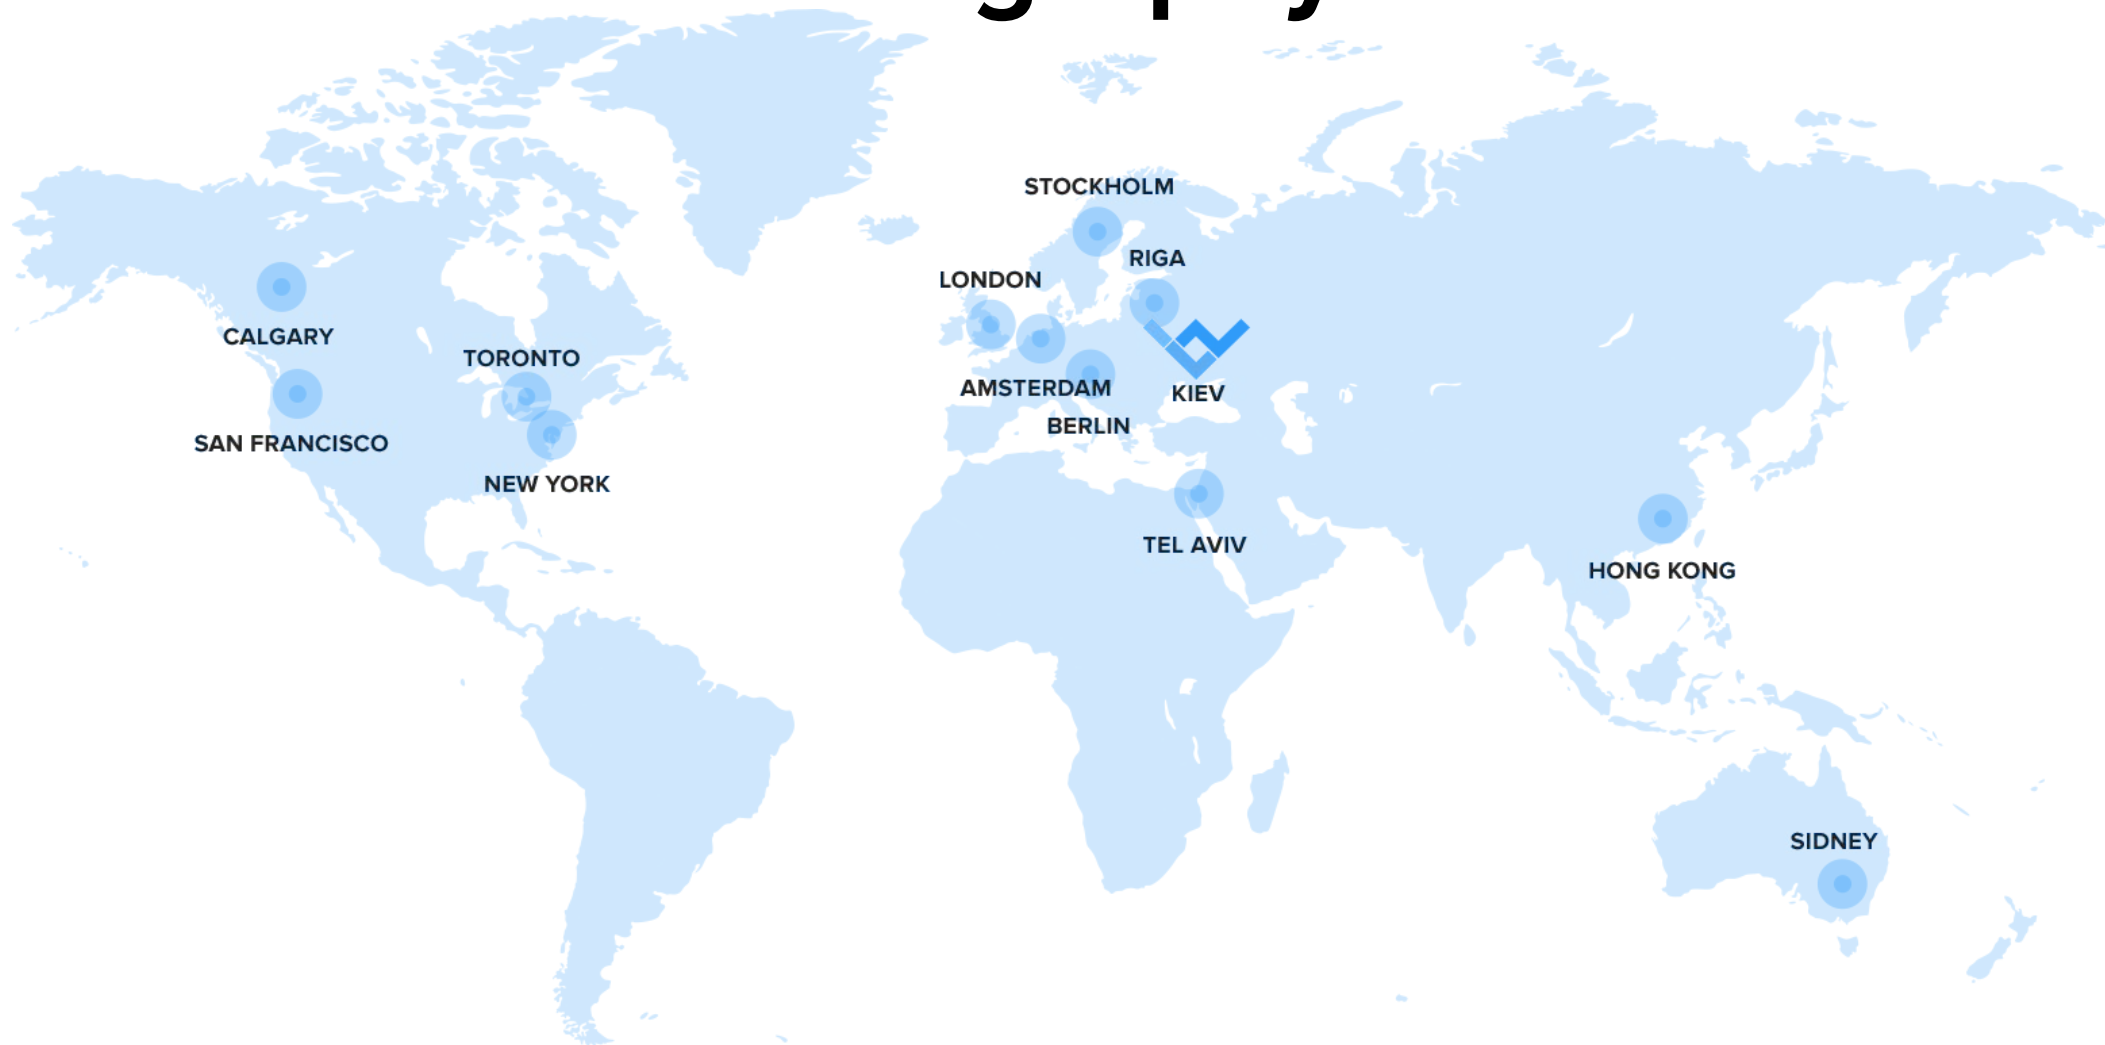 STOCKHOLM
RIGA
LONDON
CALGARY
TORONTO
AMSTERDAM
KIEV
BERLIN
SAN FRANCISCO
NEW YORK
TEL AVIV
HONG KONG
SIDNEY